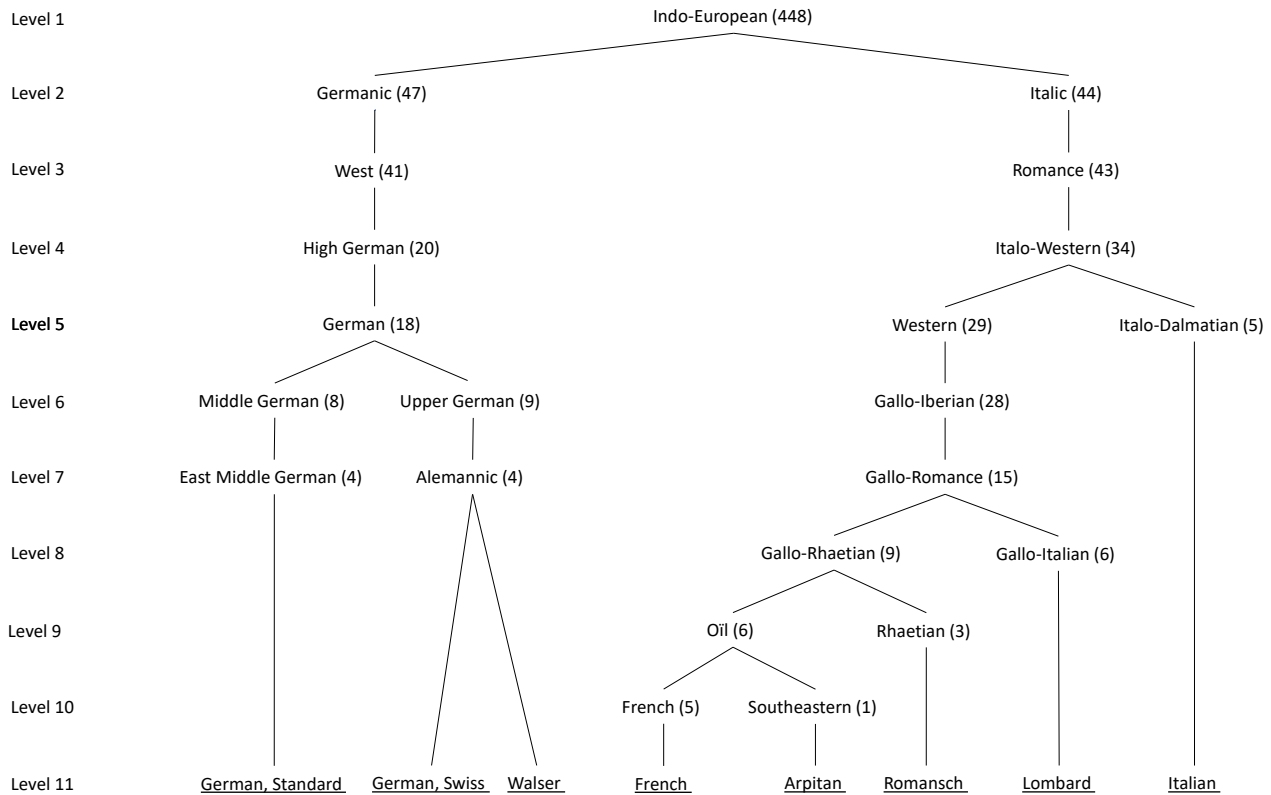 Level 1 Indo-European (448)
Level 2 Germanic (47) Italic (44)
Level 3 West (41) Romance (43)
Level 4 High German (20) Italo-Western (34)
Level 5 German (18) Western (29) Italo-Dalmatian (5)
Level 6 Middle German (8) Upper German (9) Gallo-Iberian (28)
Level 7 East Middle German (4) Alemannic (4) Gallo-Romance (15)
Level 8 Gallo-Rhaetian (9) Gallo-Italian (6)
Level 9 Oïl (6) Rhaetian (3)
Level 10 French (5) Southeastern (1)
Level 11 German, Standard German, Swiss Walser French Arpitan Romansch Lombard Italian